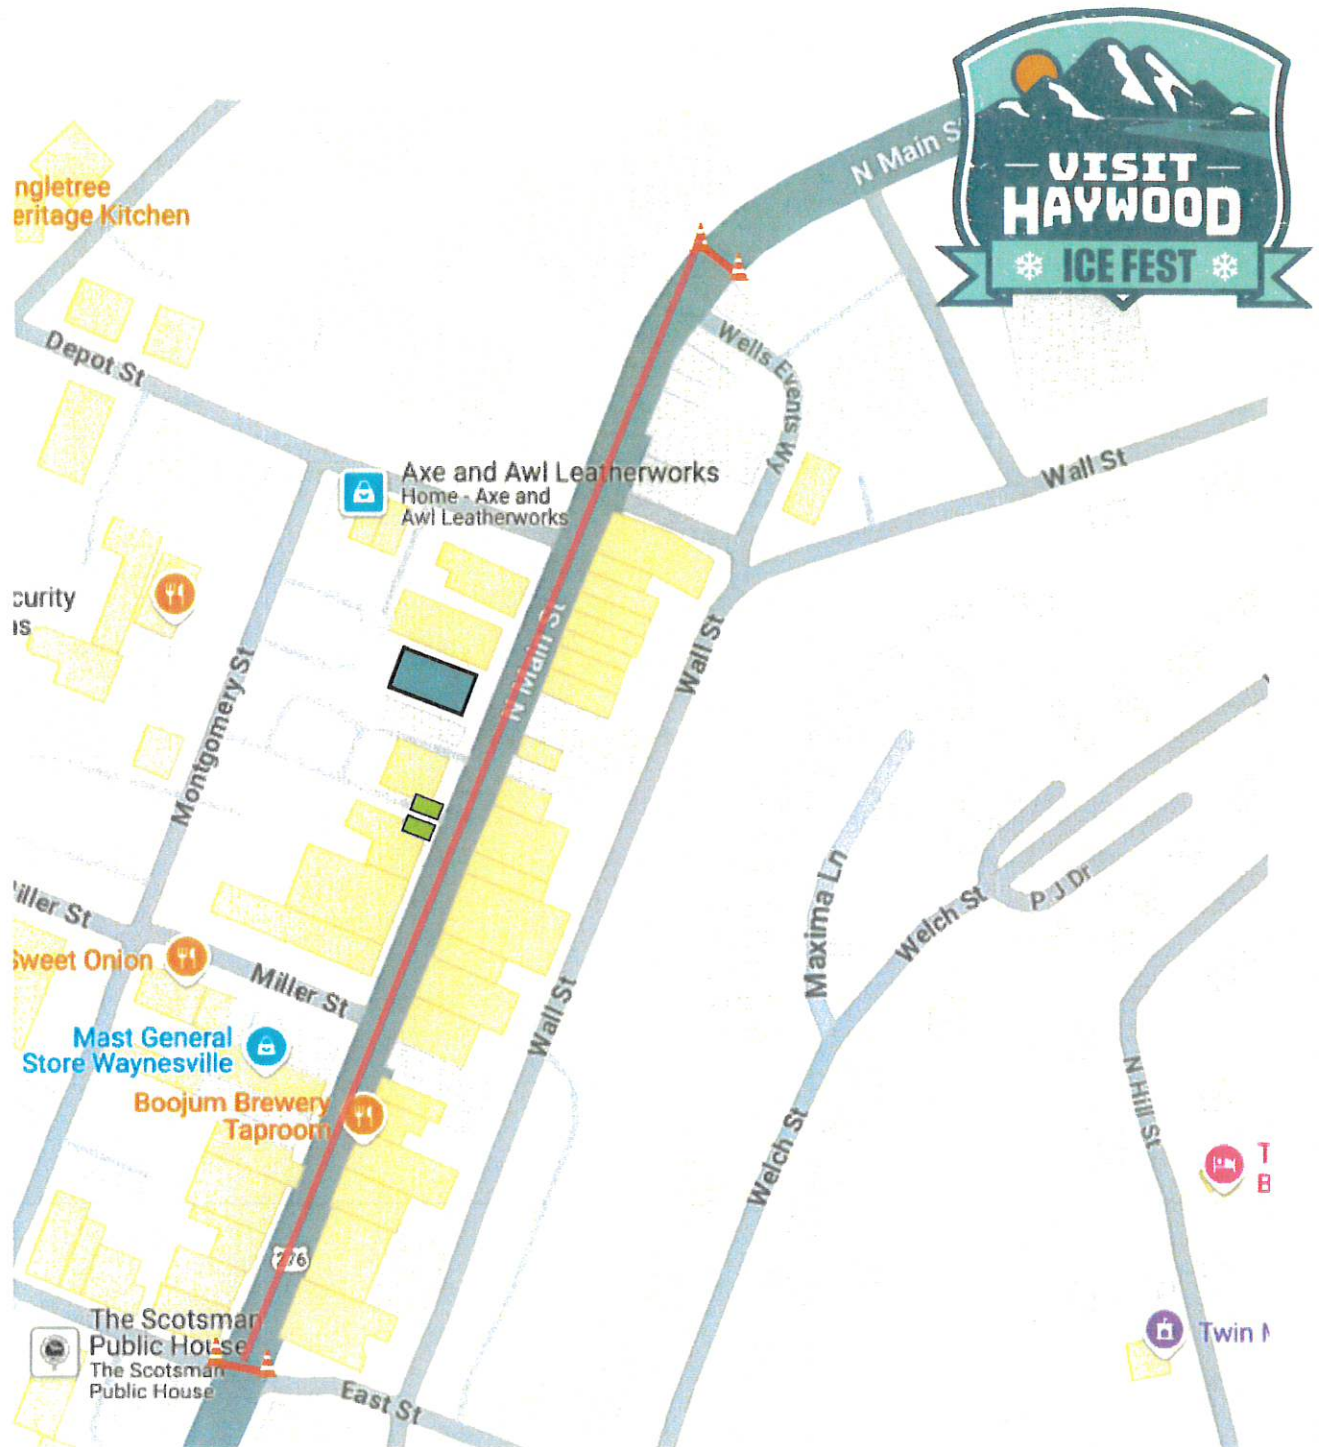 VISIT
HAYWOOD
ICE FEST
N Main S
ngletree
eritage Kitchen
Depot St
Wells Events Wy
Wall St
Axe and Awl Leatherworks
Home - Axe and
Awl Leatherworks
curity
ns
N Main St
Wall St
Montgomery St
Maxima Ln
Welch St
P J Dr
iller St
Sweet Onion
Miller St
Wall St
Mast General
Store Waynesville
Boojum Brewery
Taproom
N Hill St
Welch St
T
B
276
The Scotsman
Public House
The Scotsman
Public House
Twin M
East St